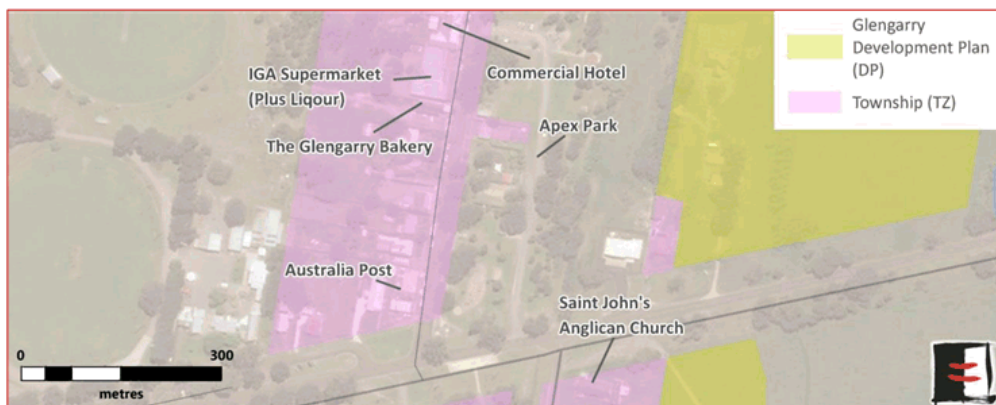 Glengarry
Development Plan
(DP)
Township (TZ)
Commercial Hotel
IGA Supermarket
(Plus Liqour)
The Glengarry Bakery
Apex Park
Australia Post
Saint John's
Anglican Church
0
300
metres